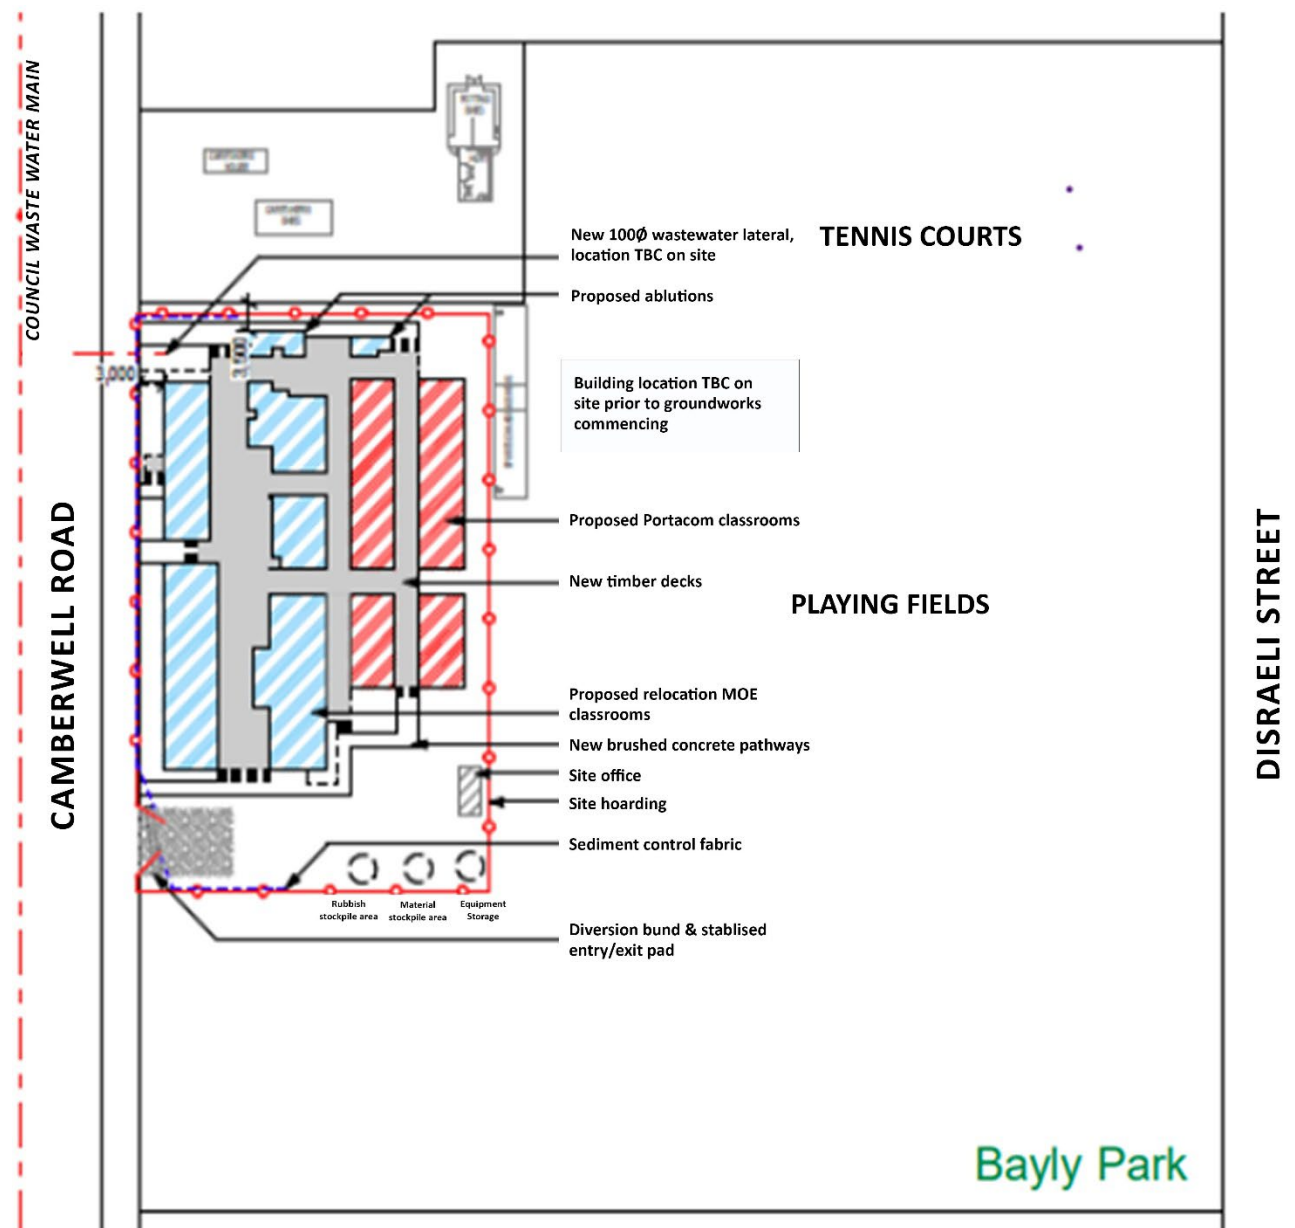 COUNCIL WASTE WATER MAIN
New 100Ø wastewater lateral,
location TBC on site
TENNIS COURTS
Proposed ablutions
3,000
Building location TBC on
site prior to groundworks
commencing
CAMBERWELL ROAD
Proposed Portacom classrooms
New timber decks
PLAYING FIELDS
DISRAELI STREET
Proposed relocation MOE
classrooms
New brushed concrete pathways
Site office
Site hoarding
Sediment control fabric
Rubbish
stockpile area
Material
stockpile area
Equipment
Storage
Diversion bund & stablised
entry/exit pad
Bayly Park